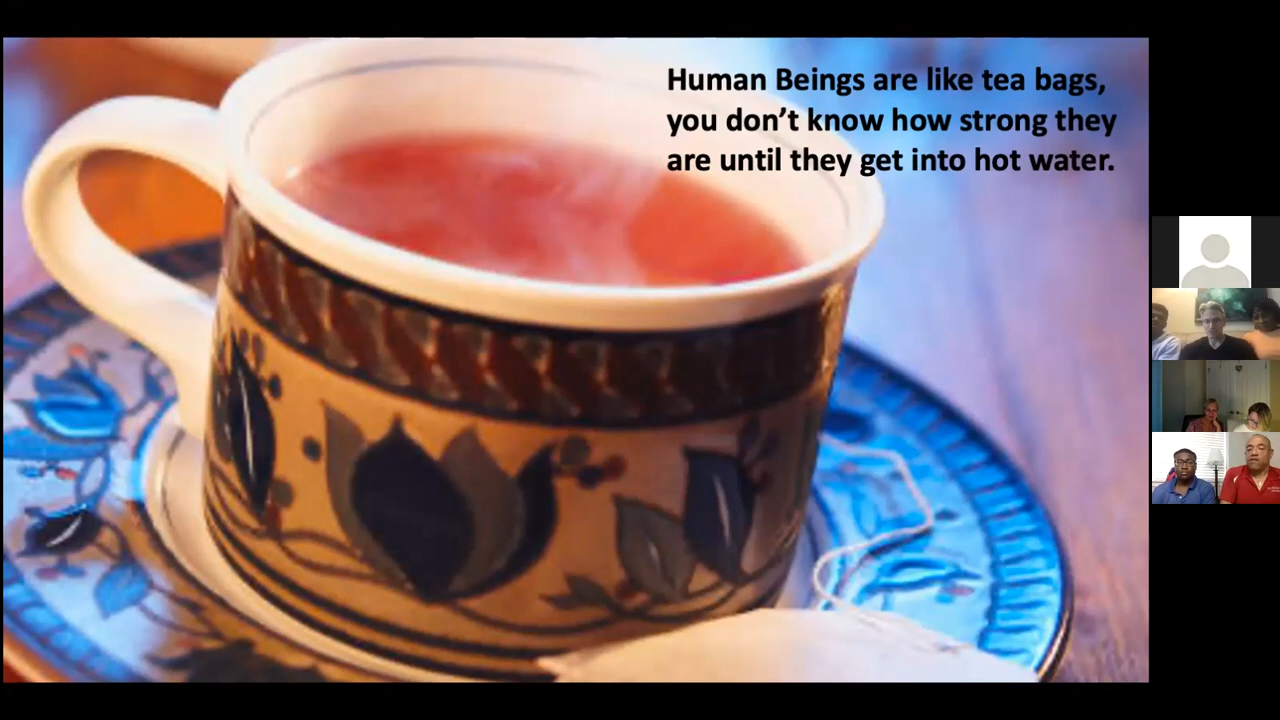 Human Beings are like tea bags,
you don’t know how strong they
are until they get into hot water.